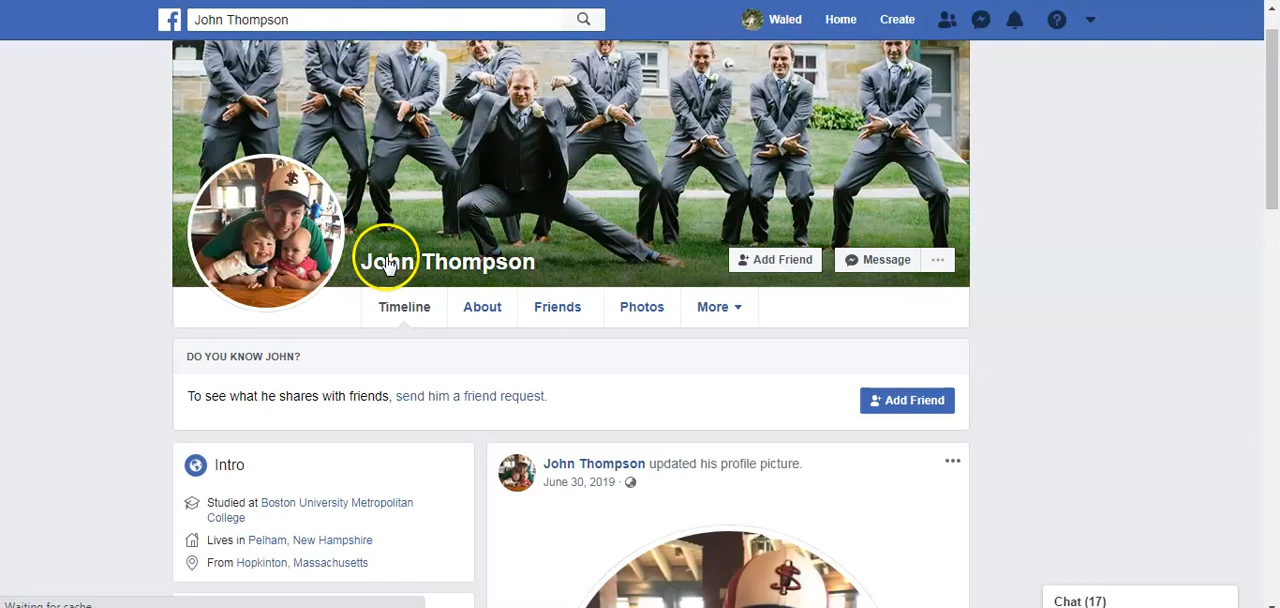 John Thompson
Waled Home Create
John Thompson
Add Friend Message
Timeline About Friends Photos More
DO YOU KNOW JOHN?
To see what he shares with friends, send him a friend request.
Add Friend
Intro
Studied at Boston University Metropolitan
College
Lives in Pelham, New Hampshire
From Hopkinton, Massachusetts
John Thompson updated his profile picture.
June 30, 2019 ·
Waiting for cache...
Chat (17)